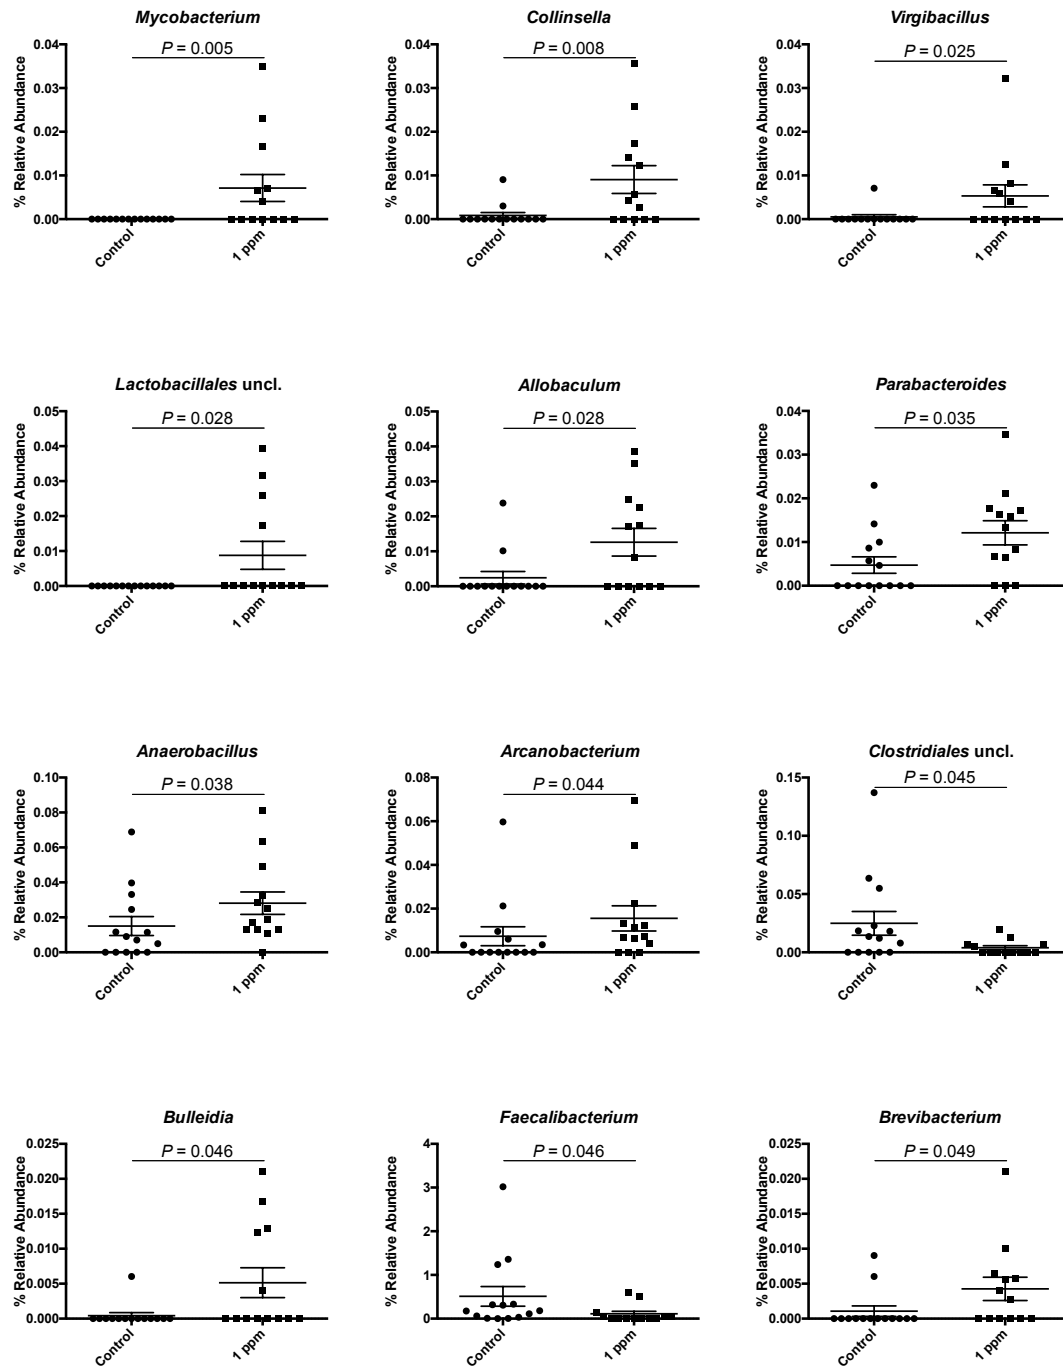 Mycobacterium
P = 0.005
% Relative Abundance
0.04
0.03
0.02
0.01
0.00
Control
1 ppm
Collinsella
P = 0.008
% Relative Abundance
0.04
0.03
0.02
0.01
0.00
Control
1 ppm
Virgibacillus
P = 0.025
% Relative Abundance
0.04
0.03
0.02
0.01
0.00
Control
1 ppm
Lactobacillales uncl.
P = 0.028
% Relative Abundance
0.05
0.04
0.03
0.02
0.01
0.00
Control
1 ppm
Allobaculum
P = 0.028
% Relative Abundance
0.05
0.04
0.03
0.02
0.01
0.00
Control
1 ppm
Parabacteroides
P = 0.035
% Relative Abundance
0.04
0.03
0.02
0.01
0.00
Control
1 ppm
Anaerobacillus
P = 0.038
% Relative Abundance
0.10
0.08
0.06
0.04
0.02
0.00
Control
1 ppm
Arcanobacterium
P = 0.044
% Relative Abundance
0.08
0.06
0.04
0.02
0.00
Control
1 ppm
Clostridiales uncl.
P = 0.045
% Relative Abundance
0.15
0.10
0.05
0.00
Control
1 ppm
Bulleidia
P = 0.046
% Relative Abundance
0.025
0.020
0.015
0.010
0.005
0.000
Control
1 ppm
Faecalibacterium
P = 0.046
% Relative Abundance
4
3
2
1
0
Control
1 ppm
Brevibacterium
P = 0.049
% Relative Abundance
0.025
0.020
0.015
0.010
0.005
0.000
Control
1 ppm